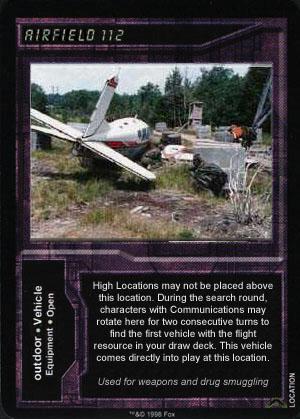 AIRFIELD 112
outdoor • Vehicle
Equipment • Open
High Locations may not be placed above
this location. During the search round,
characters with Communications may
rotate here for two consecutive turns to
find the first vehicle with the flight
resource in your draw deck. This vehicle
comes directly into play at this location.
Used for weapons and drug smuggling
LOCATION
™&© 1998 Fox